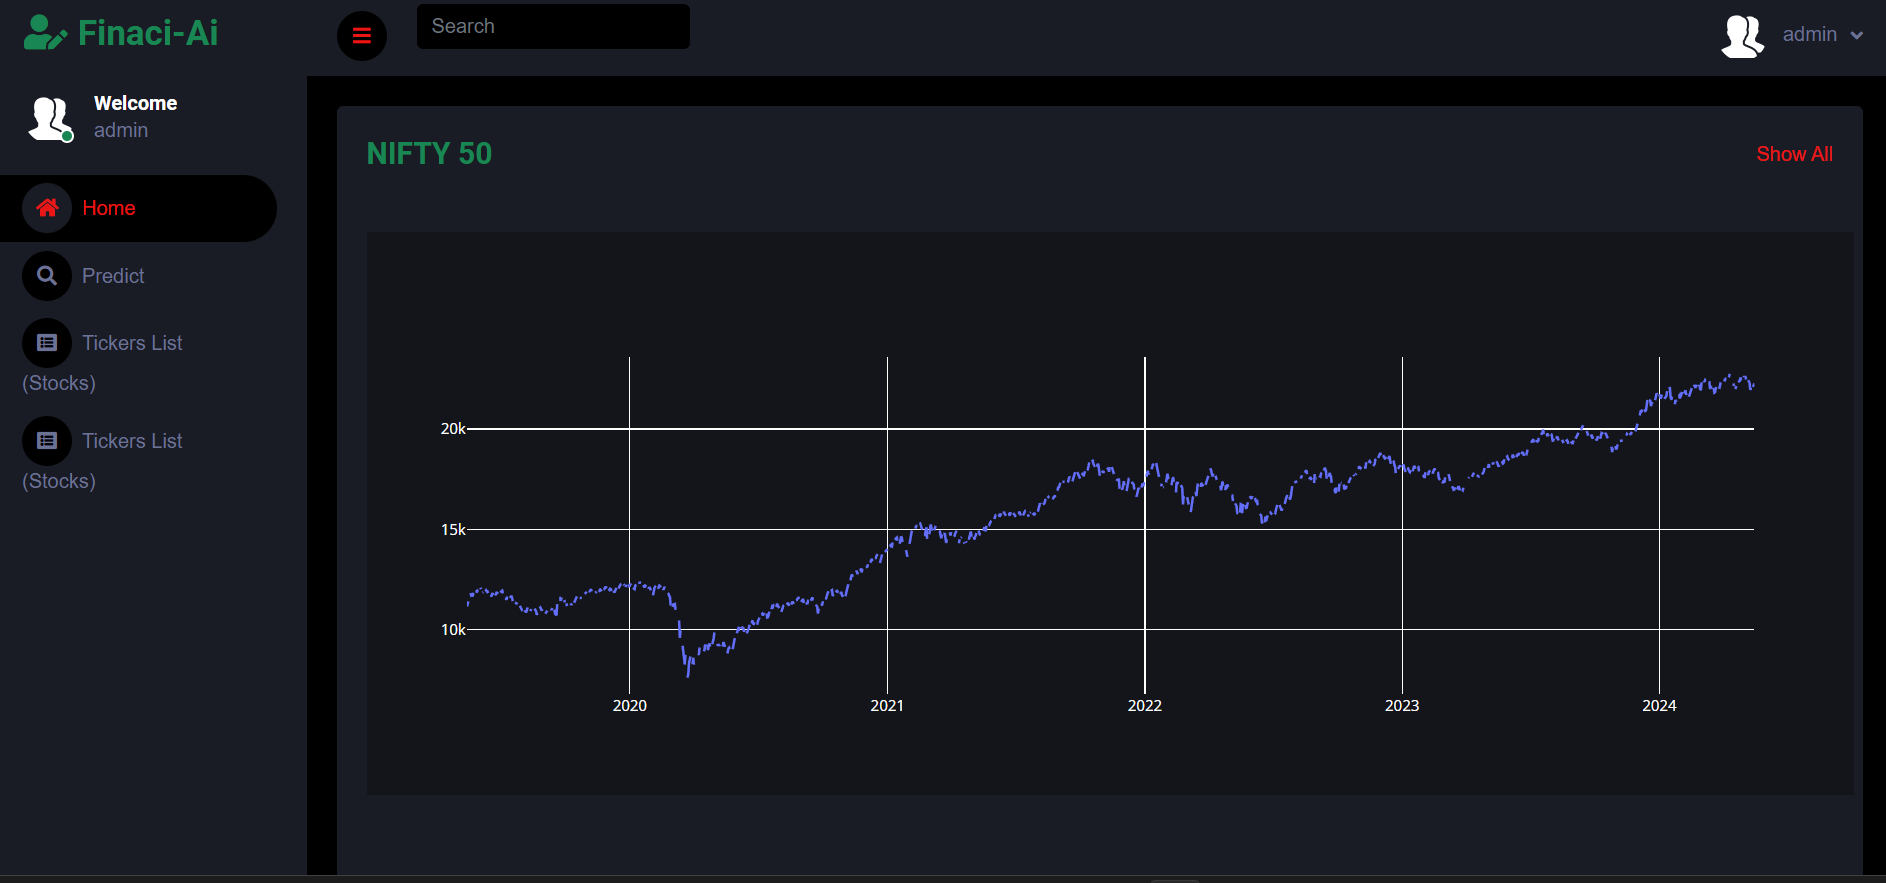 Finaci-Ai
Search
admin
Welcome
admin
Home
Predict
Tickers List
(Stocks)
Tickers List
(Stocks)
NIFTY 50
Show All
20k
15k
10k
2020
2021
2022
2023
2024